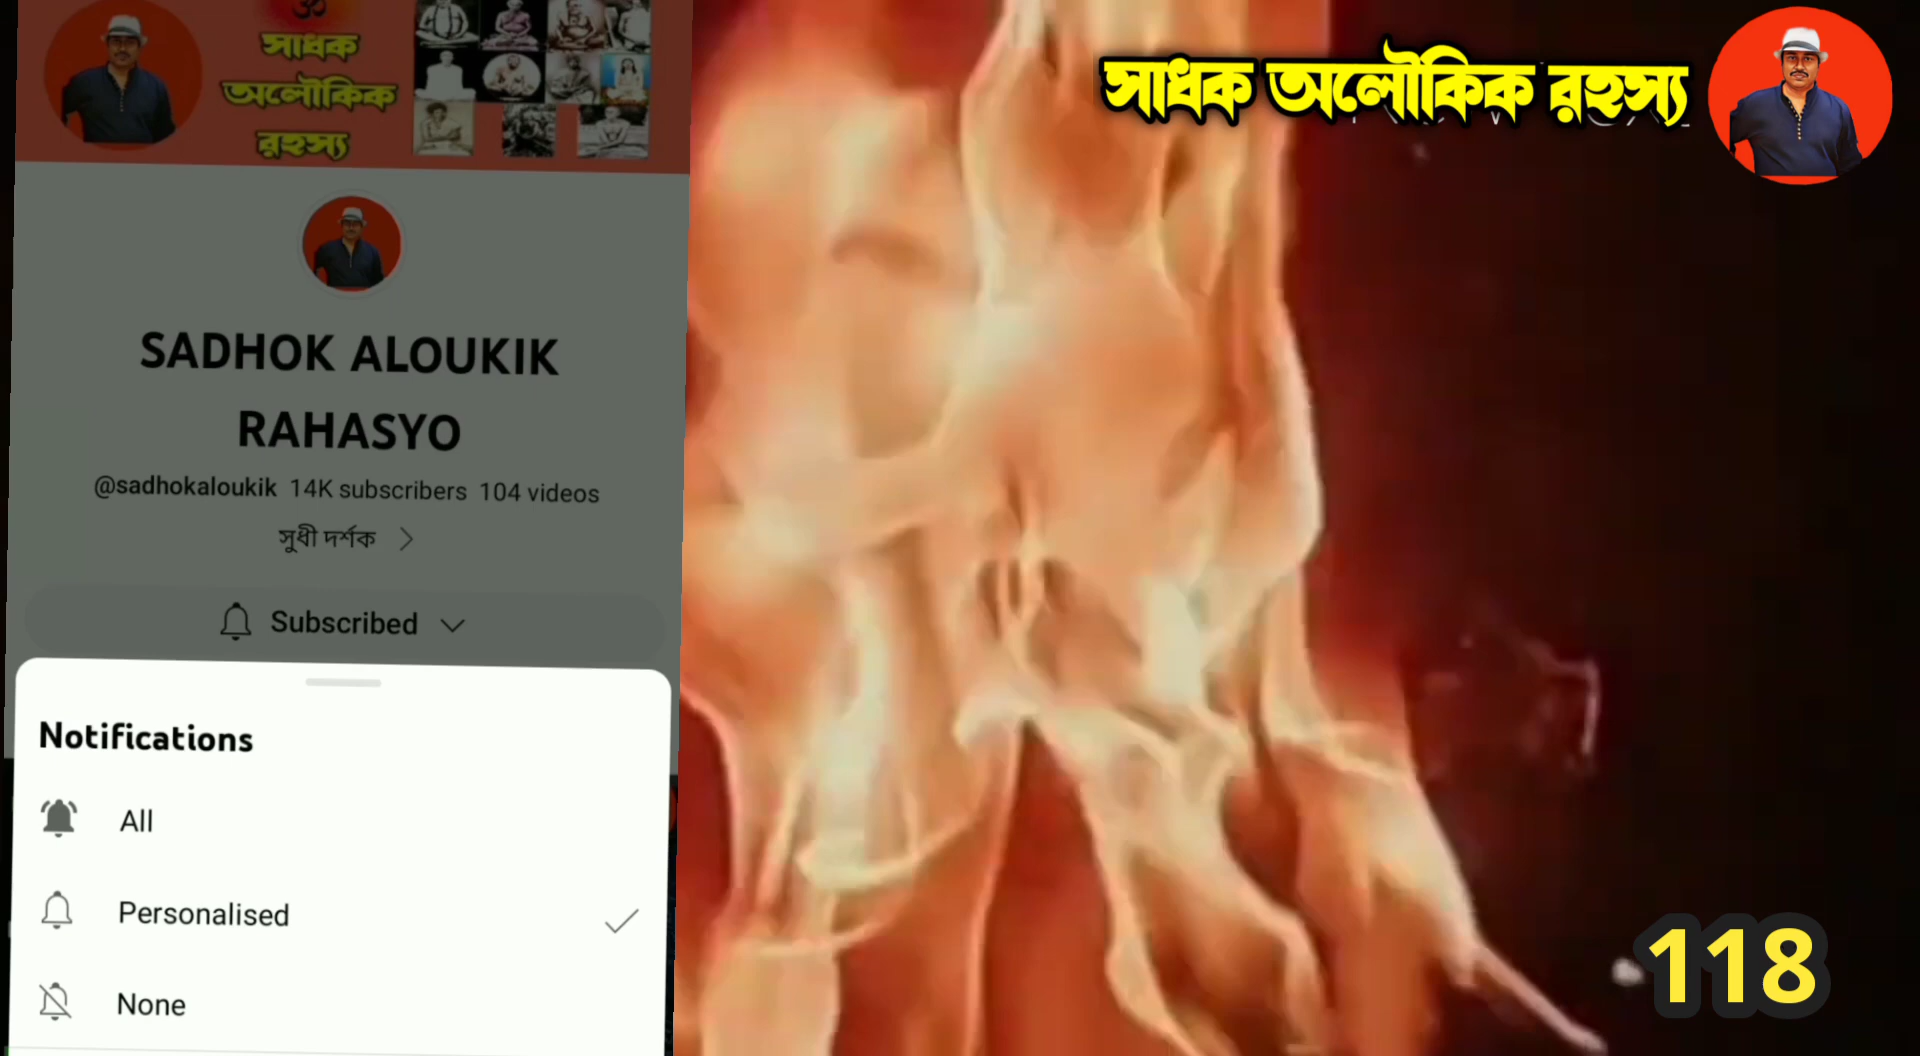 ॐ
সাধক
অলৌকিক
রহস্য
SADHOK ALOUKIK
RAHASYO
@sadhokaloukik 14K subscribers 104 videos
সুধী দর্শক
Subscribed
Notifications
All
Personalised
None
সাধক অলৌকিক রহস্য
118